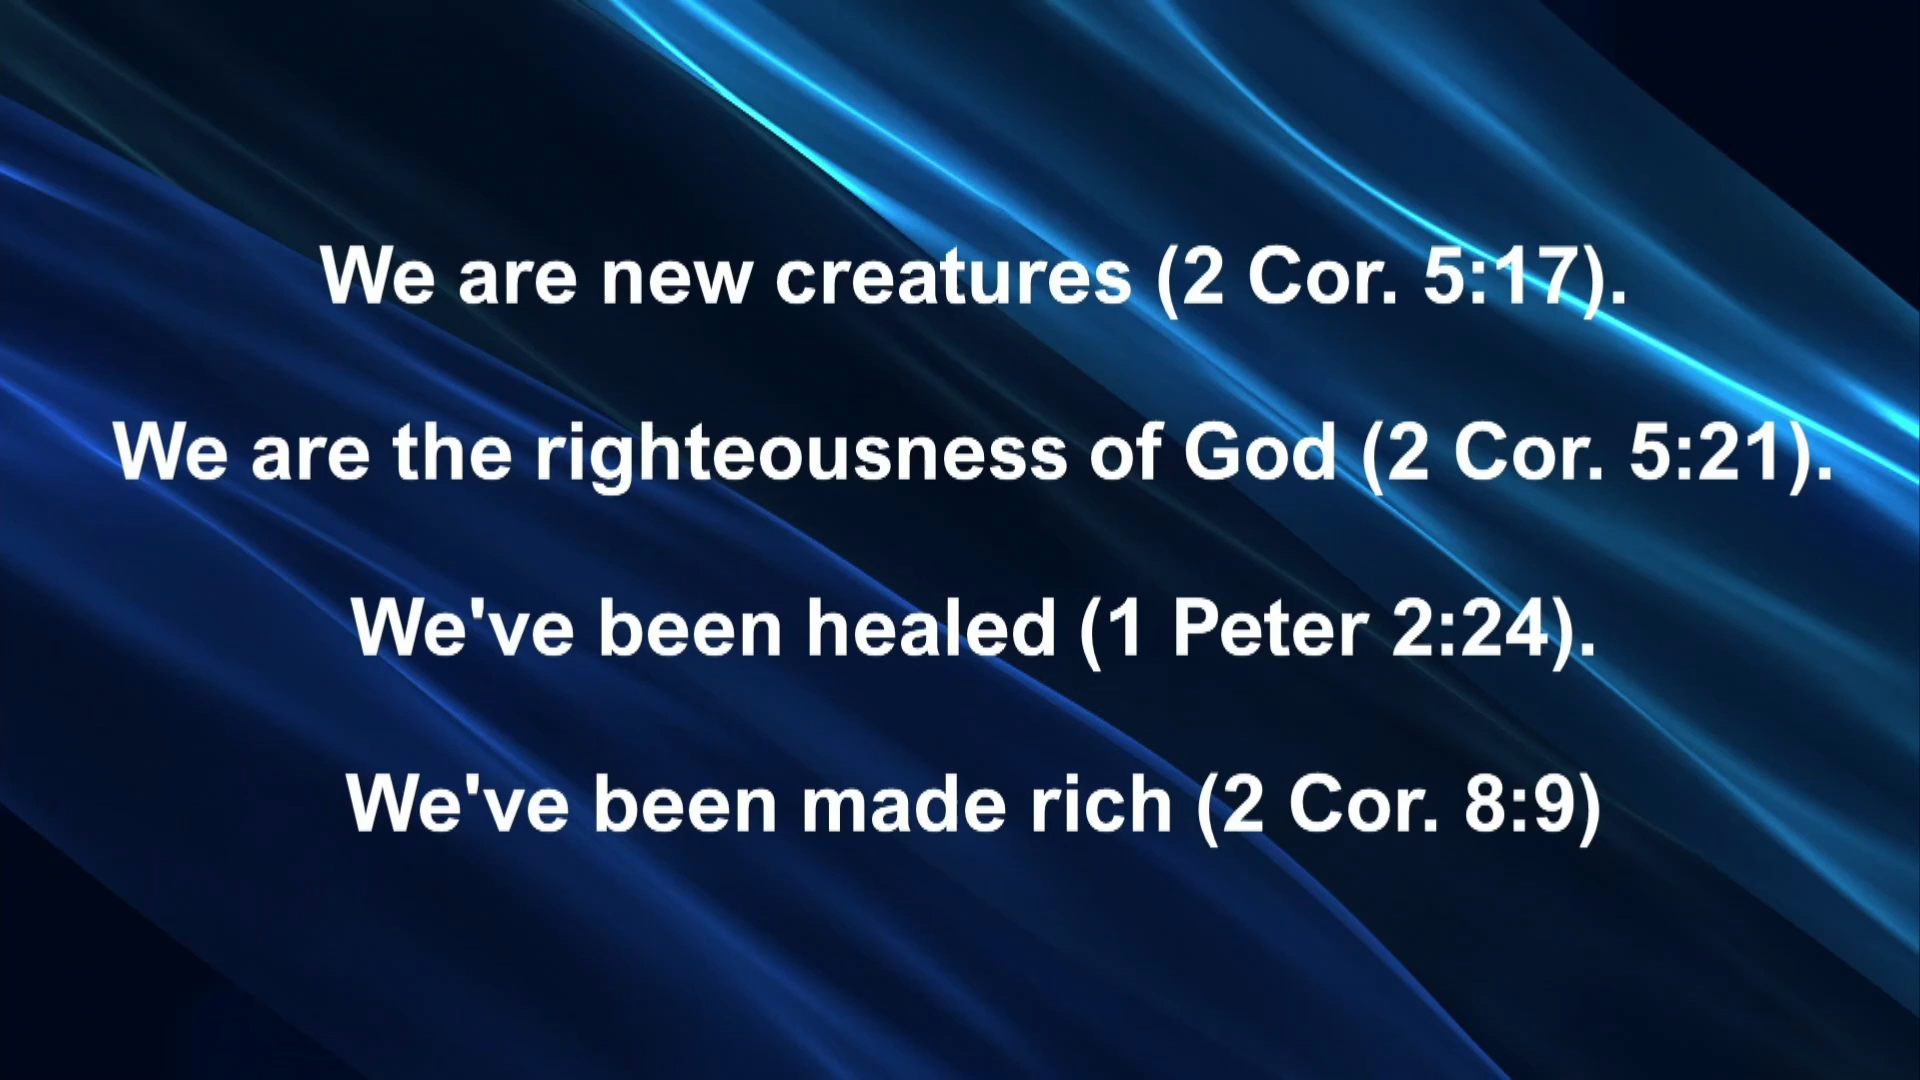 We are new creatures (2 Cor. 5:17).
We are the righteousness of God (2 Cor. 5:21).
We've been healed (1 Peter 2:24).
We've been made rich (2 Cor. 8:9)